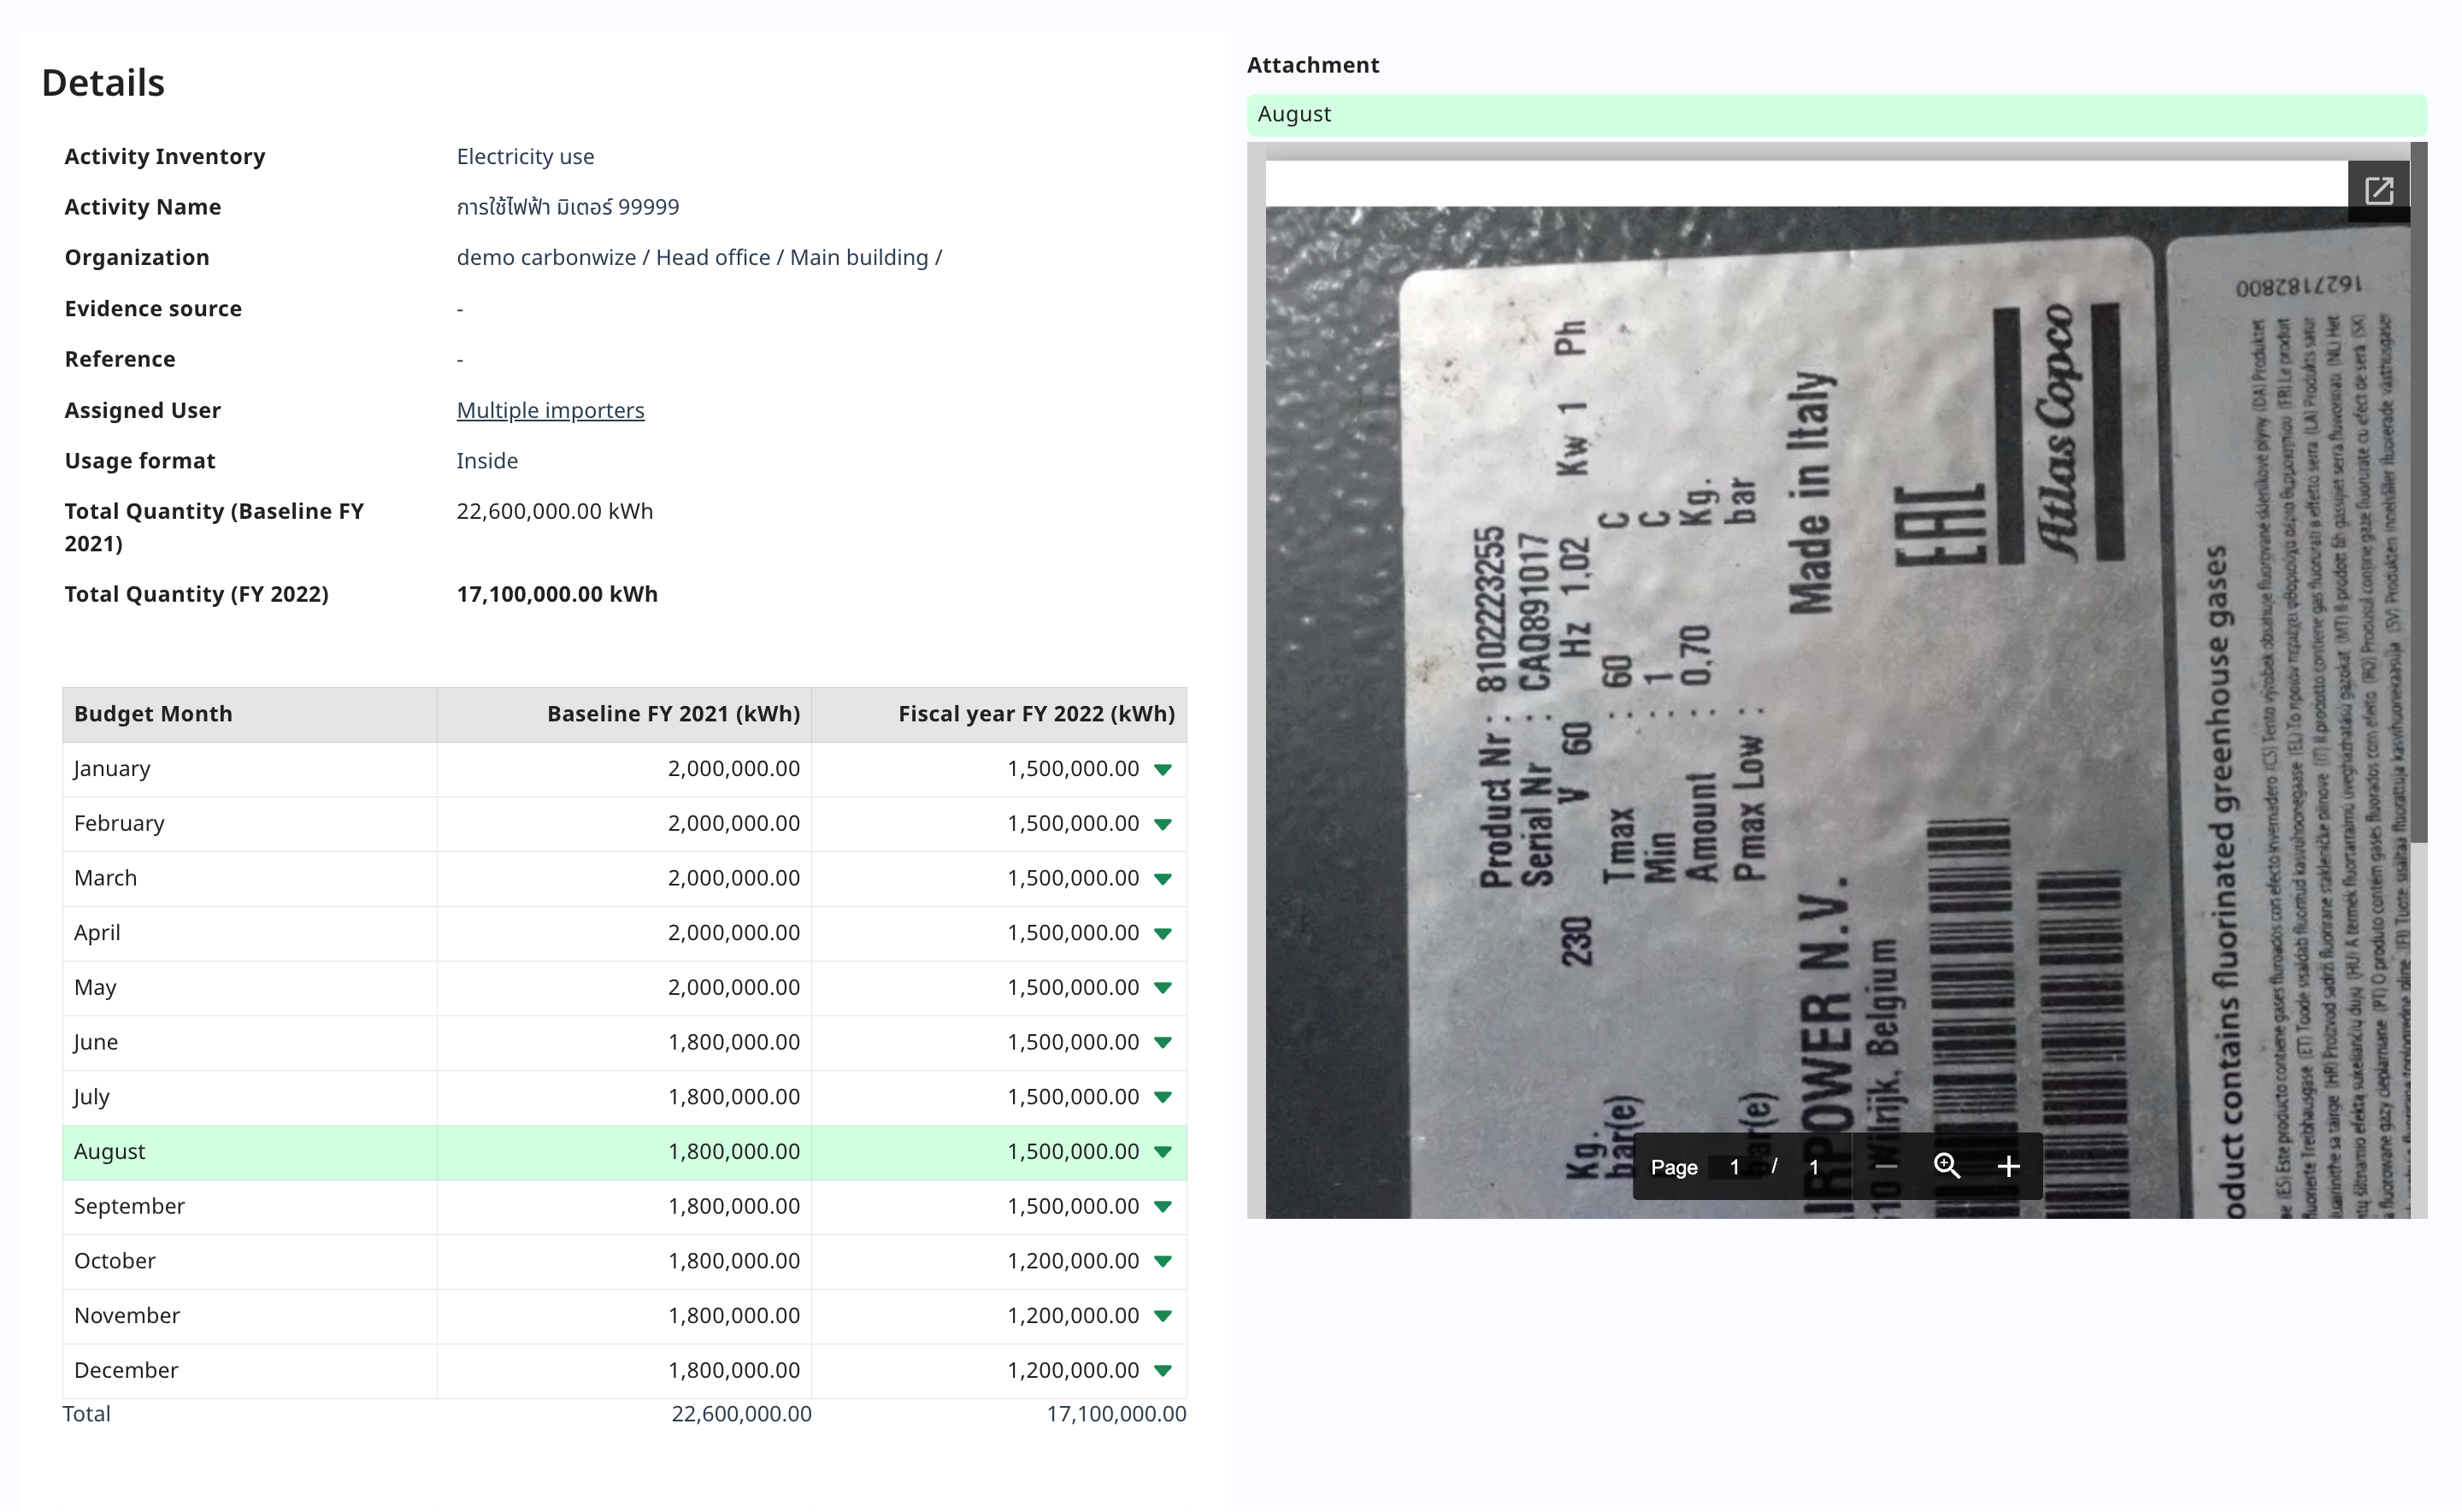 Details
Activity Inventory Electricity use
Activity Name การใช้ไฟฟ้า มิเตอร์ 99999
Organization demo carbonwize / Head office / Main building /
Evidence source -
Reference -
Assigned User Multiple importers
Usage format Inside
Total Quantity (Baseline FY 2021) 22,600,000.00 kWh
Total Quantity (FY 2022) 17,100,000.00 kWh
Budget Month Baseline FY 2021 (kWh) Fiscal year FY 2022 (kWh)
January 2,000,000.00 1,500,000.00
February 2,000,000.00 1,500,000.00
March 2,000,000.00 1,500,000.00
April 2,000,000.00 1,500,000.00
May 2,000,000.00 1,500,000.00
June 1,800,000.00 1,500,000.00
July 1,800,000.00 1,500,000.00
August 1,800,000.00 1,500,000.00
September 1,800,000.00 1,500,000.00
October 1,800,000.00 1,200,000.00
November 1,800,000.00 1,200,000.00
December 1,800,000.00 1,200,000.00
Total 22,600,000.00 17,100,000.00
Attachment
August
Product Nr : 8102223255
Serial Nr : CAQ891017
230 V 60 Hz 1,02 Kw 1 Ph
Kg. Tmax : 60 C
bar(e) Min : 1 C
Amount : 0,70 Kg.
bar(e) Pmax Low : bar
IRPOWER N.V. Made in Italy
Wilrijk, Belgium
EAC
Atlas Copco
1627182800
oduct contains fluorinated greenhouse gases
Page 1 / 1